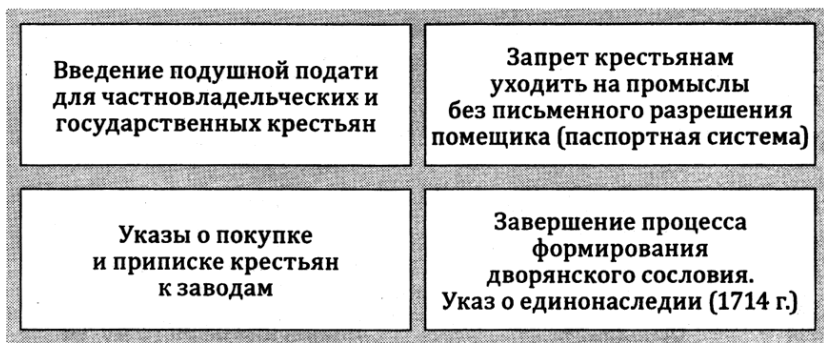 Введение подушной подати
для частновладельческих и
государственных крестьян
Запрет крестьянам
уходить на промыслы
без письменного разрешения
помещика (паспортная система)
Указы о покупке
и приписке крестьян
к заводам
Завершение процесса
формирования
дворянского сословия.
Указ о единонаследии (1714 г.)